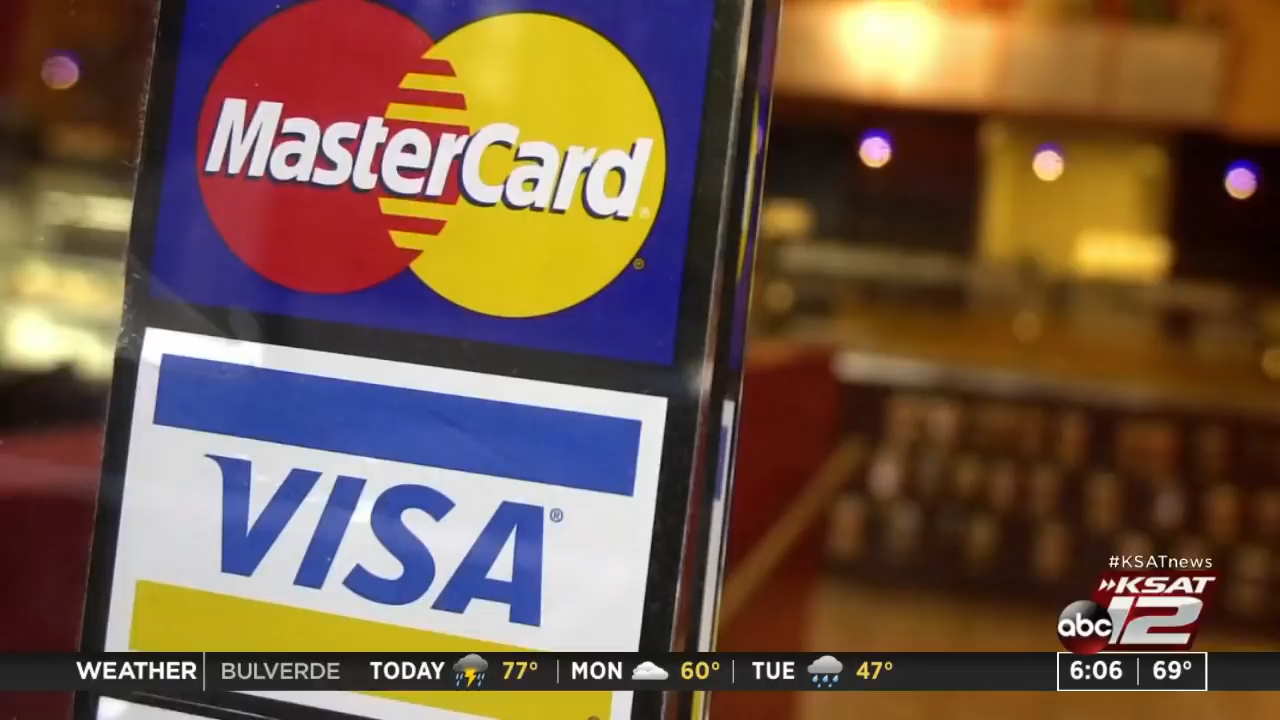 MasterCard®
®
VISA®
#KSATnews
KSAT
abc 12
WEATHER BULVERDE TODAY 77° MON 60° TUE 47° 6:06 69°